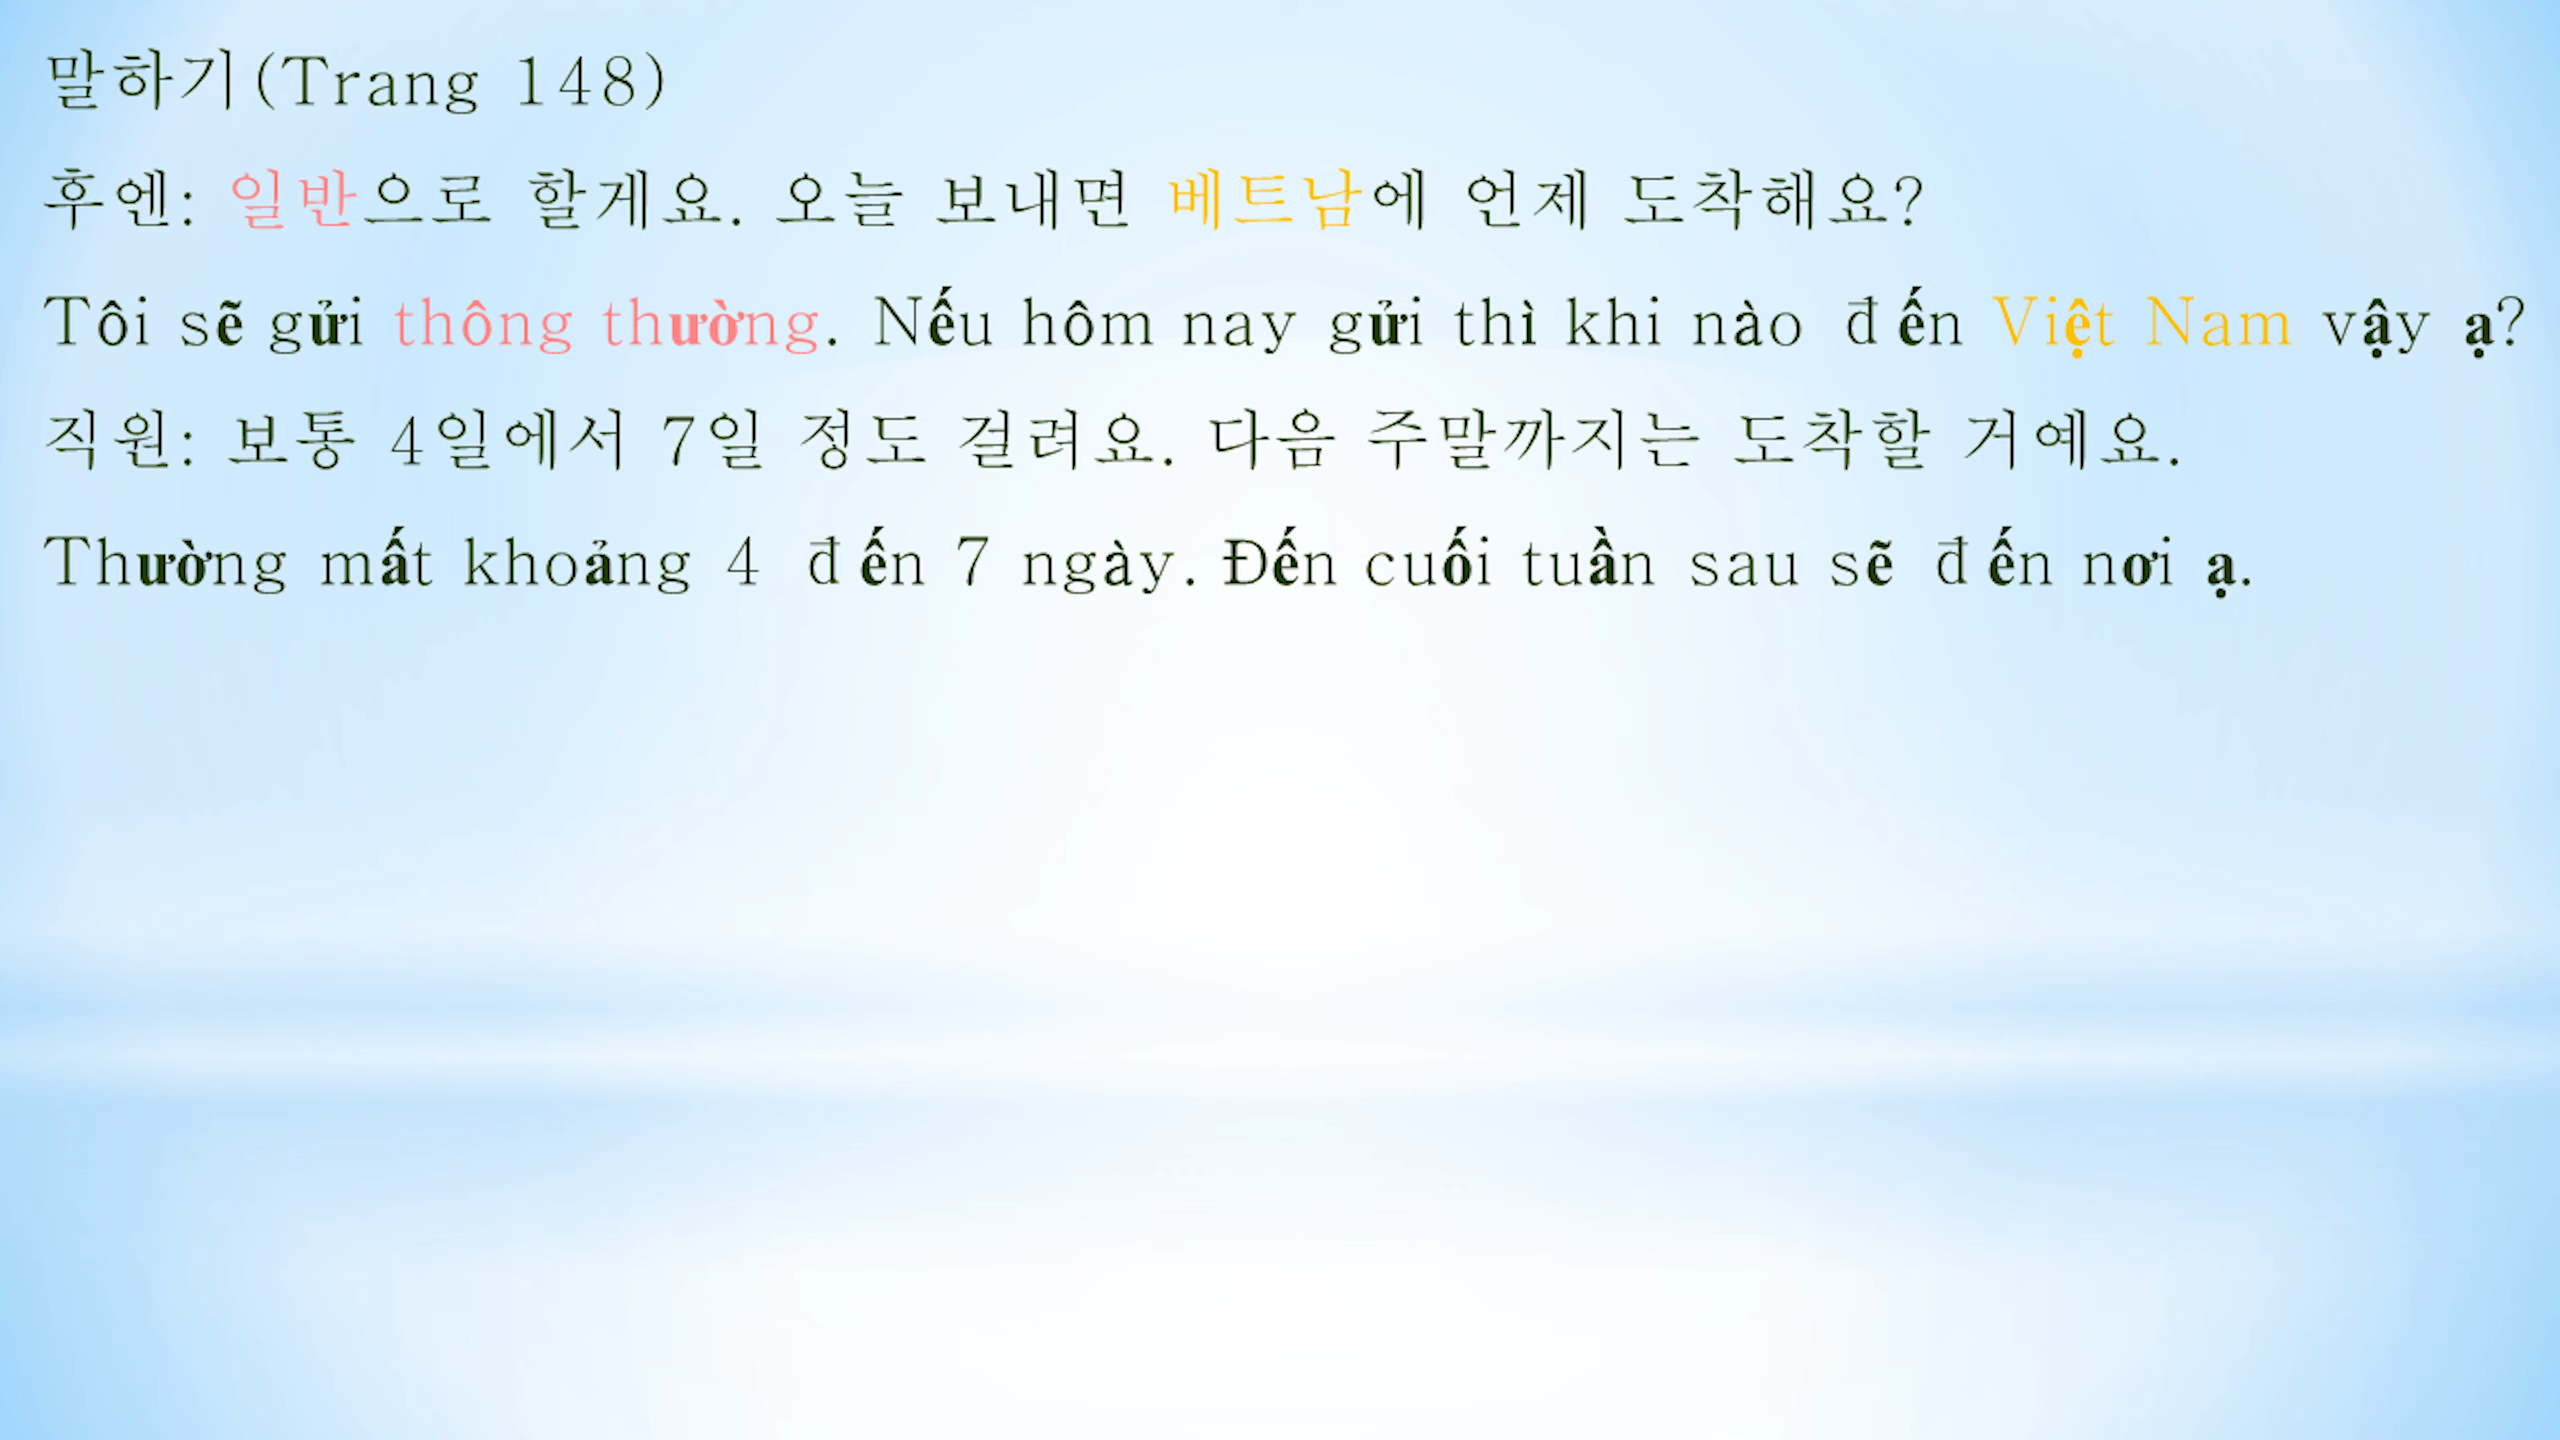 말하기(Trang 148)
후엔: 일반으로 할게요. 오늘 보내면 베트남에 언제 도착해요?
Tôi sẽ gửi thông thường. Nếu hôm nay gửi thì khi nào đến Việt Nam vậy ạ?
직원: 보통 4일에서 7일 정도 걸려요. 다음 주말까지는 도착할 거예요.
Thường mất khoảng 4 đến 7 ngày. Đến cuối tuần sau sẽ đến nơi ạ.